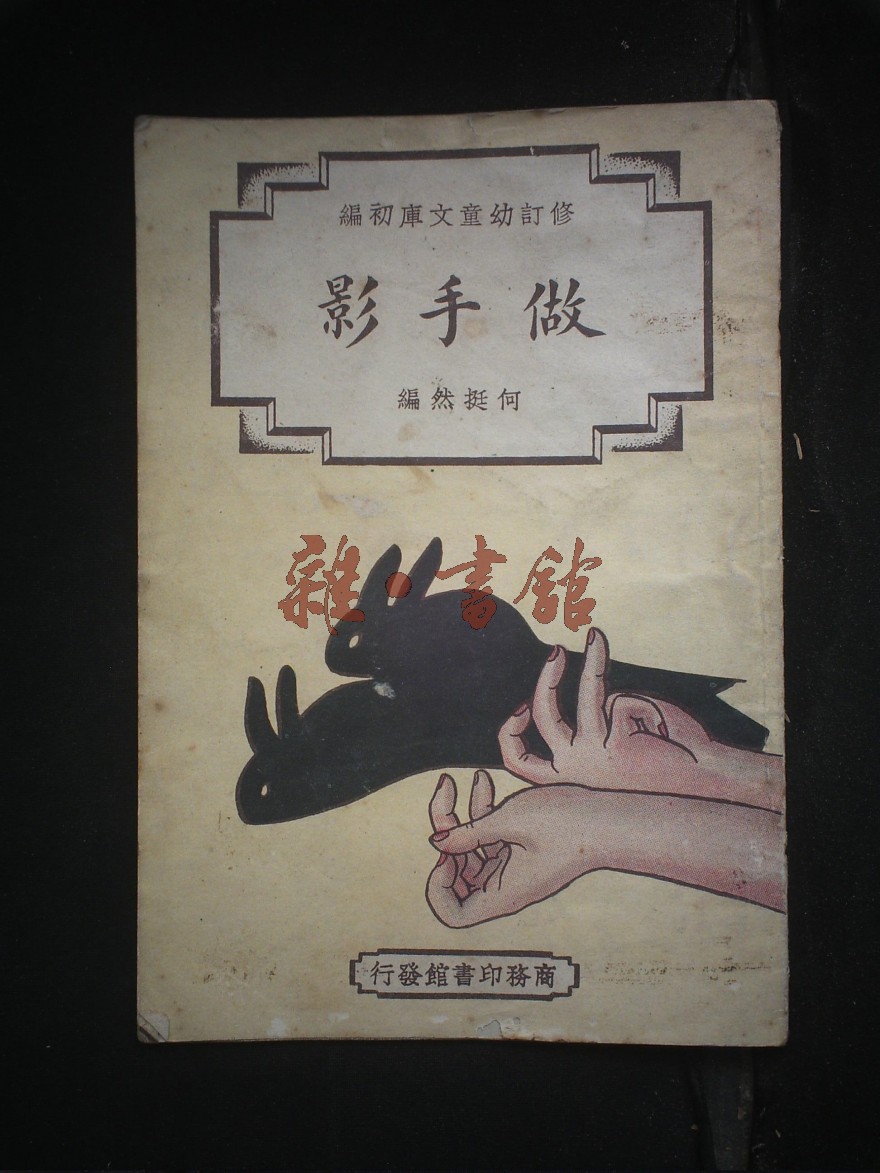 修訂幼童文庫初編
做手影
何挺然編
雜·書館
商務印書館發行